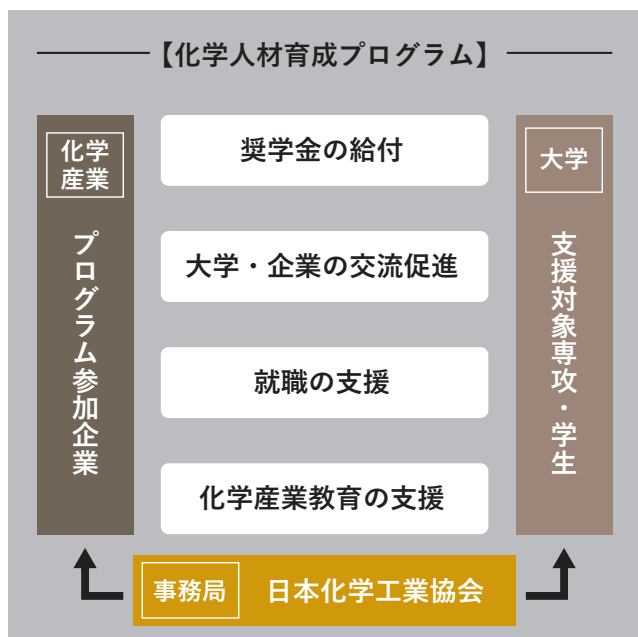 【化学人材育成プログラム】
化学
産業
プログラム参加企業
奨学金の給付
大学・企業の交流促進
就職の支援
化学産業教育の支援
大学
支援対象専攻・学生
事務局
日本化学工業協会